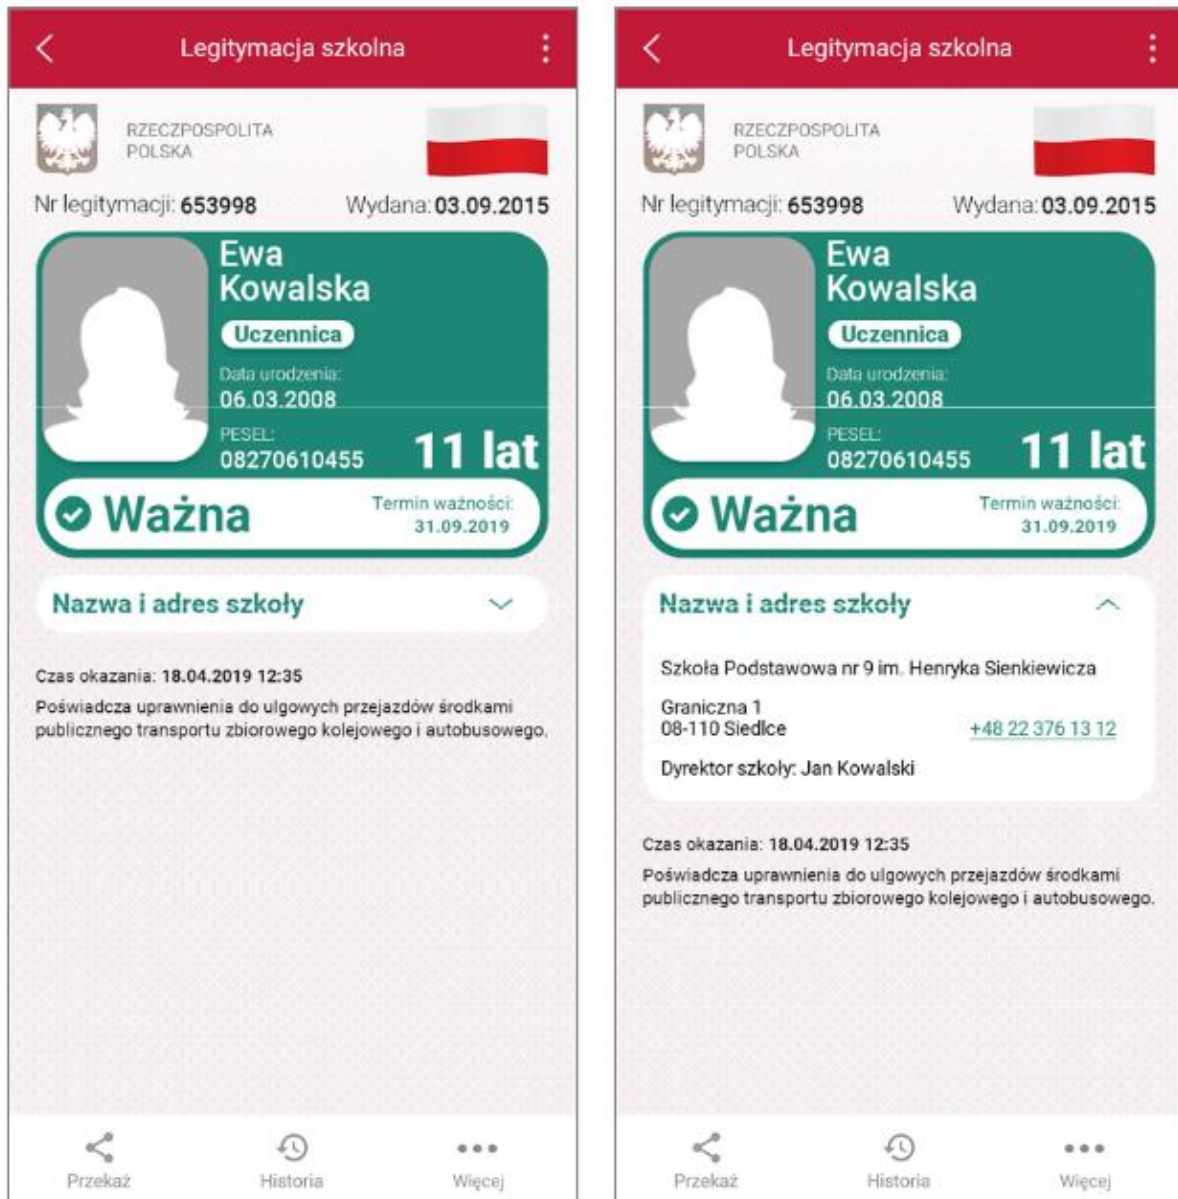 Legitymacja szkolna
RZECZPOSPOLITA
POLSKA
Nr legitymacji: 653998 Wydana: 03.09.2015
Ewa
Kowalska
Uczennica
Data urodzenia:
06.03.2008
PESEL:
08270610455
11 lat
Ważna
Termin ważności:
31.09.2019
Nazwa i adres szkoły
Czas okazania: 18.04.2019 12:35
Poświadcza uprawnienia do ulgowych przejazdów środkami
publicznego transportu zbiorowego kolejowego i autobusowego.
Przekaż Historia Więcej
Legitymacja szkolna
RZECZPOSPOLITA
POLSKA
Nr legitymacji: 653998 Wydana: 03.09.2015
Ewa
Kowalska
Uczennica
Data urodzenia:
06.03.2008
PESEL:
08270610455
11 lat
Ważna
Termin ważności:
31.09.2019
Nazwa i adres szkoły
Szkoła Podstawowa nr 9 im. Henryka Sienkiewicza
Graniczna 1
08-110 Siedlce +48 22 376 13 12
Dyrektor szkoły: Jan Kowalski
Czas okazania: 18.04.2019 12:35
Poświadcza uprawnienia do ulgowych przejazdów środkami
publicznego transportu zbiorowego kolejowego i autobusowego.
Przekaż Historia Więcej